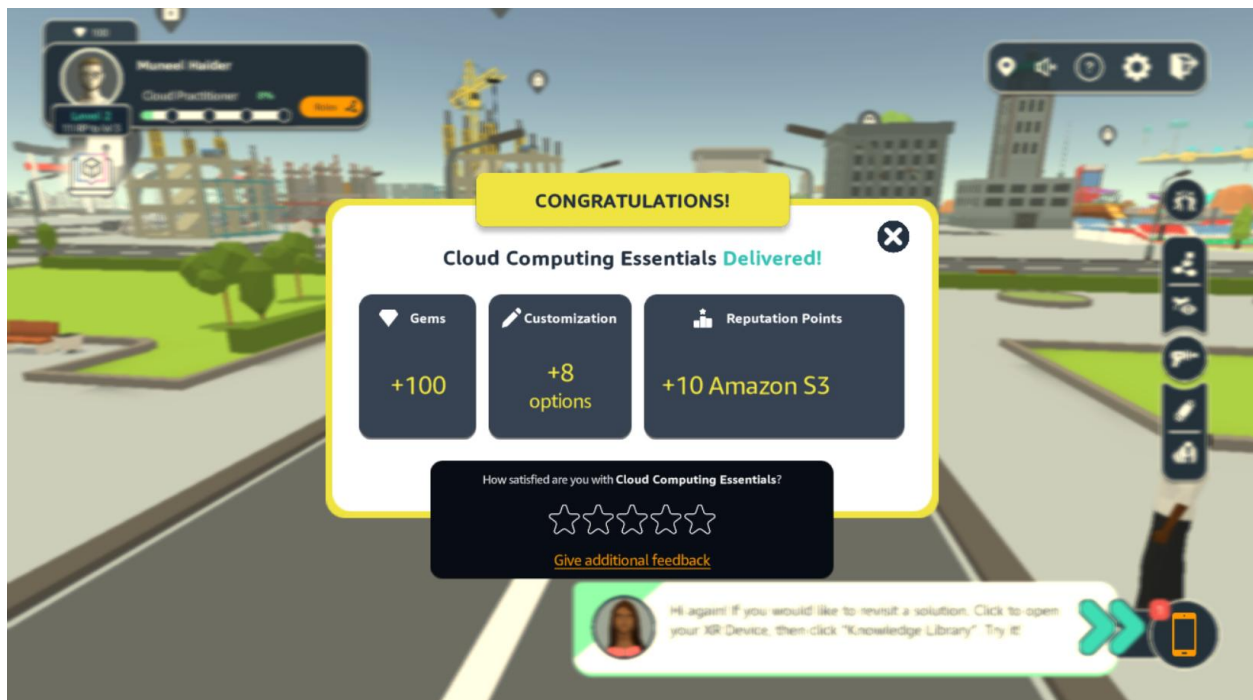 100
Muneel Haider
Cloud Practitioner 0%
Level 2
CONGRATULATIONS!
Cloud Computing Essentials Delivered!
Gems
+100
Customization
+8
options
Reputation Points
+10 Amazon S3
How satisfied are you with Cloud Computing Essentials?
Give additional feedback
Hi again! If you would like to revisit a solution. Click to open
your XR Device, then click "Knowledge Library". Try it!